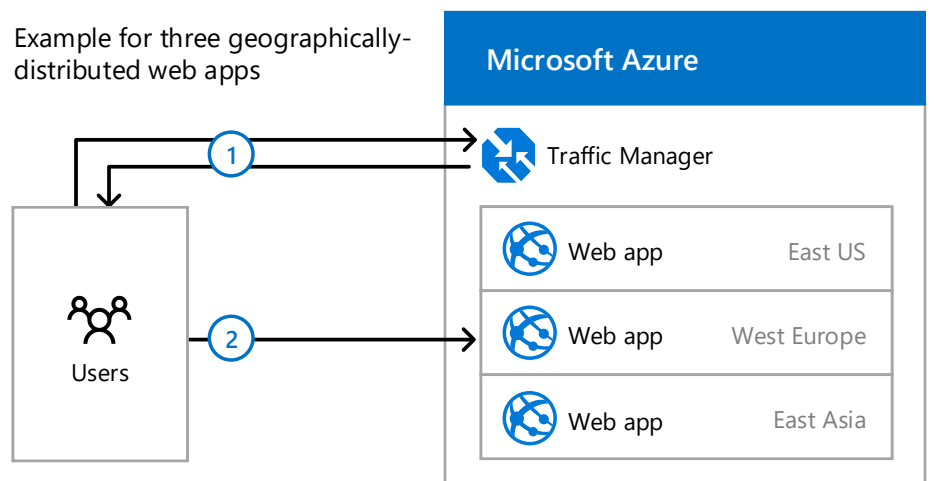 Example for three geographically-
distributed web apps
Microsoft Azure
1
Traffic Manager
Web app East US
2
Web app West Europe
Users
Web app East Asia